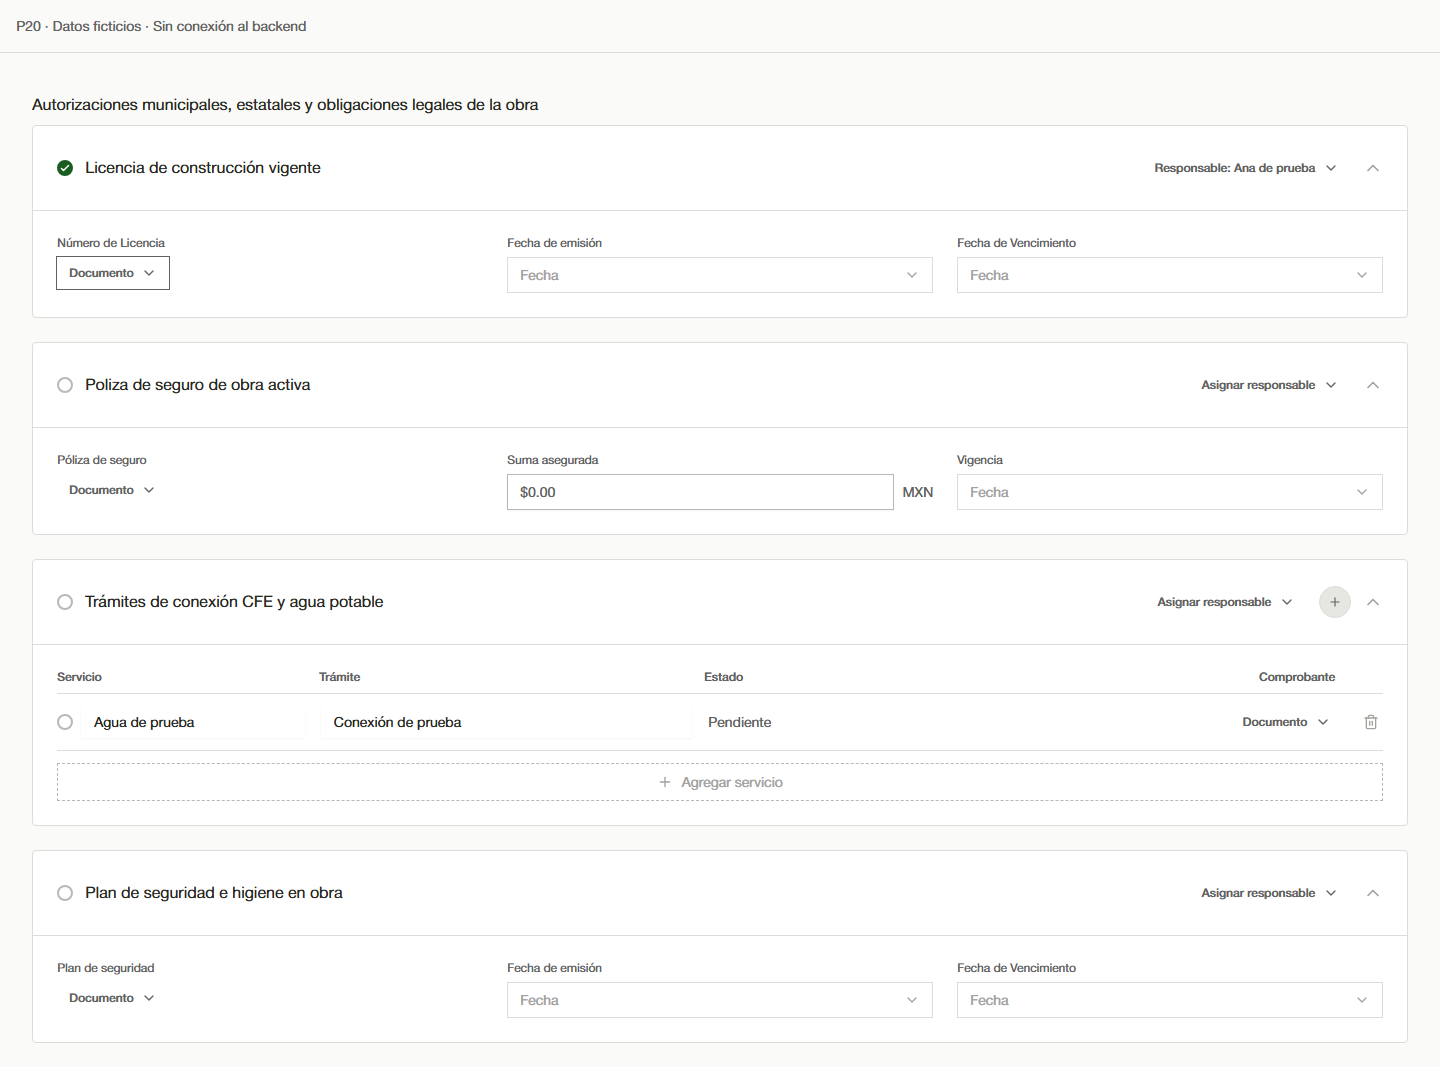 P20 · Datos ficticios · Sin conexión al backend
Autorizaciones municipales, estatales y obligaciones legales de la obra
Licencia de construcción vigente
Responsable: Ana de prueba
Número de Licencia
Fecha de emisión
Fecha de Vencimiento
Documento
Fecha
Fecha
Poliza de seguro de obra activa
Asignar responsable
Póliza de seguro
Suma asegurada
Vigencia
Documento
$0.00
MXN
Fecha
Trámites de conexión CFE y agua potable
Asignar responsable
Servicio
Trámite
Estado
Comprobante
Agua de prueba
Conexión de prueba
Pendiente
Documento
+ Agregar servicio
Plan de seguridad e higiene en obra
Asignar responsable
Plan de seguridad
Fecha de emisión
Fecha de Vencimiento
Documento
Fecha
Fecha